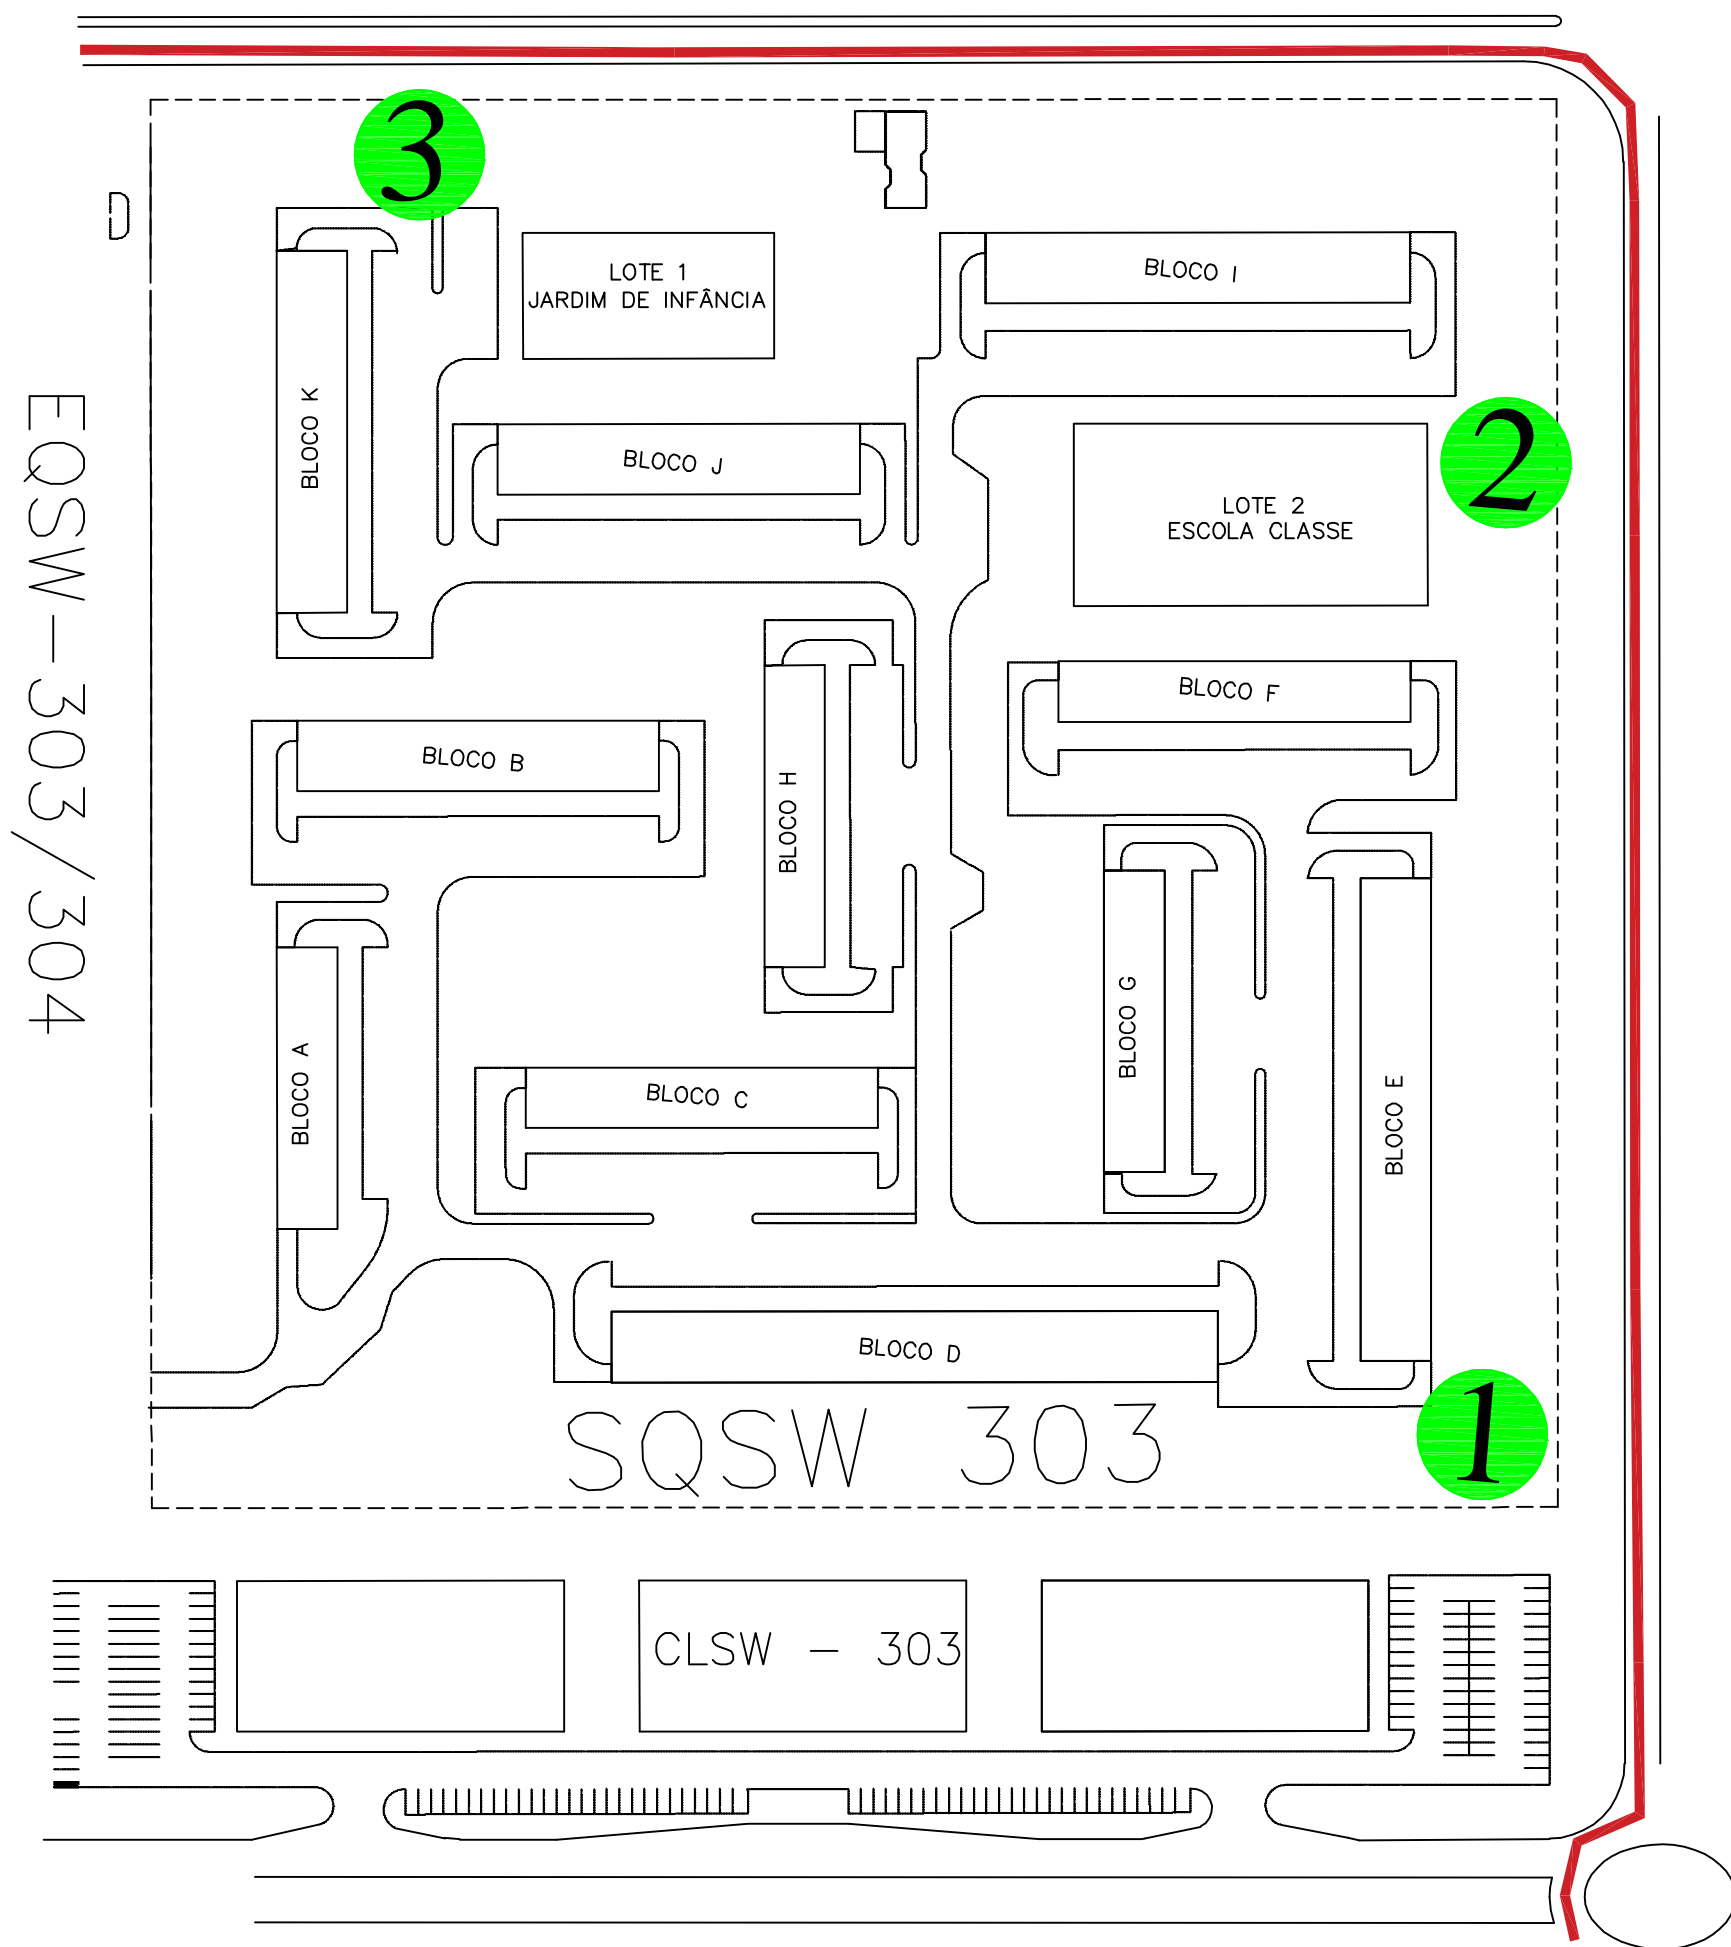 3
LOTE 1
JARDIM DE INFÂNCIA
BLOCO I
BLOCO K
BLOCO J
2
LOTE 2
ESCOLA CLASSE
EQSW-303/304
BLOCO F
BLOCO B
BLOCO H
BLOCO G
BLOCO A
BLOCO C
BLOCO E
BLOCO D
1
SQSW 303
CLSW - 303